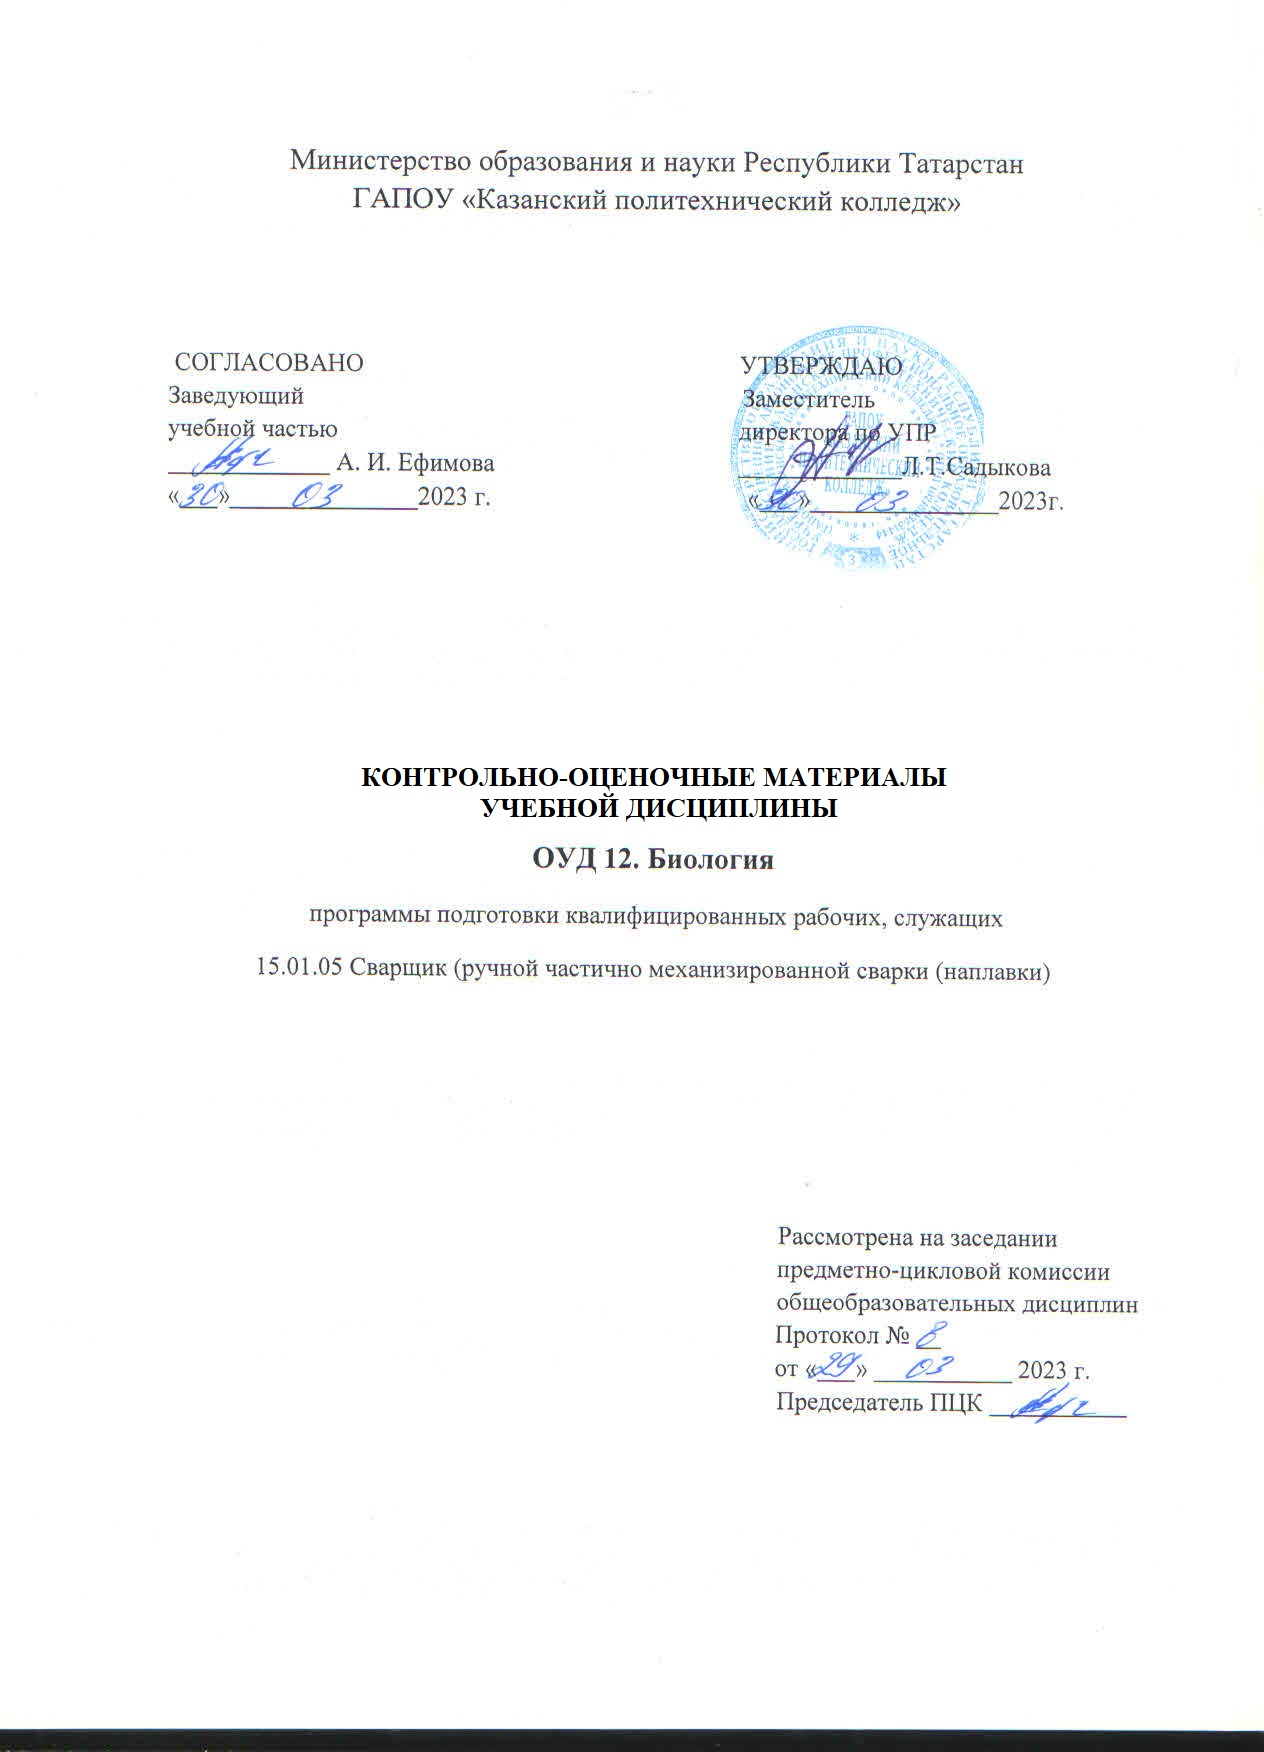 Министерство образования и науки Республики Татарстан
ГАПОУ «Казанский политехнический колледж»
СОГЛАСОВАНО
Заведующий
учебной частью
А. И. Ефимова
«30» 03 2023 г.
УТВЕРЖДАЮ
Заместитель
директора по УПР
Л.Т.Садыкова
«30» 03. 2023г.
КОНТРОЛЬНО-ОЦЕНОЧНЫЕ МАТЕРИАЛЫ
УЧЕБНОЙ ДИСЦИПЛИНЫ
ОУД 12. Биология
программы подготовки квалифицированных рабочих, служащих
15.01.05 Сварщик (ручной частично механизированной сварки (наплавки)
Рассмотрена на заседании
предметно-цикловой комиссии
общеобразовательных дисциплин
Протокол № 8
от «29» 03 2023 г.
Председатель ПЦК